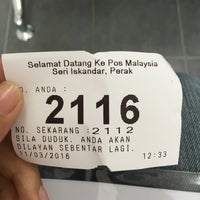 Selamat Datang Ke Pos Malaysia
Seri Iskandar, Perak
NO. ANDA :
2116
NO. SEKARANG :2112
SILA DUDUK. ANDA AKAN
DILAYAN SEBENTAR LAGI.
11/03/2016 12:33